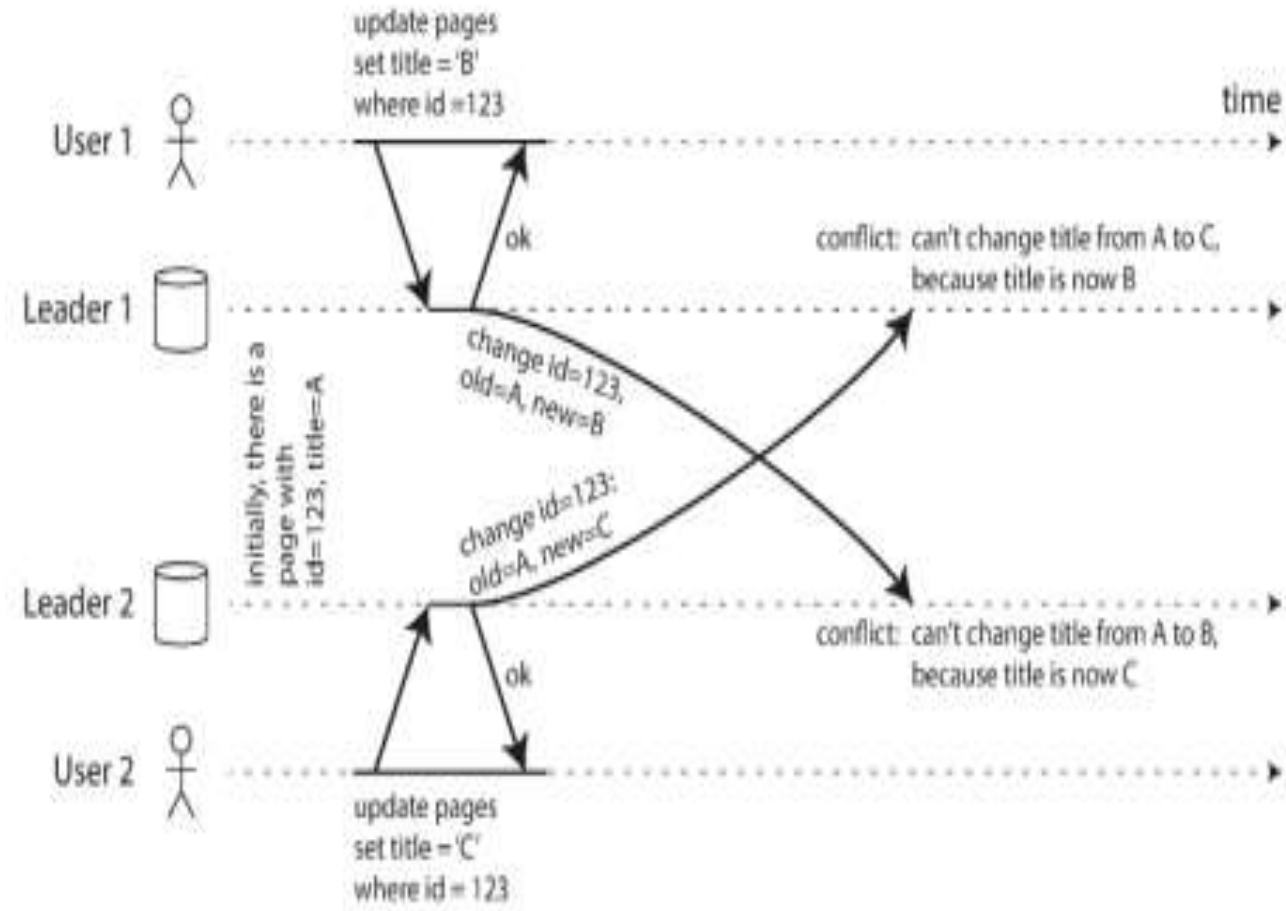 update pages
set title = 'B'
where id =123
time
User 1
ok
conflict: can't change title from A to C,
because title is now B
Leader 1
change id=123,
old=A, new=B
initially, there is a
page with
id=123, title=A
change id=123:
old=A, new=C
Leader 2
conflict: can't change title from A to B,
because title is now C
ok
User 2
update pages
set title = 'C'
where id = 123